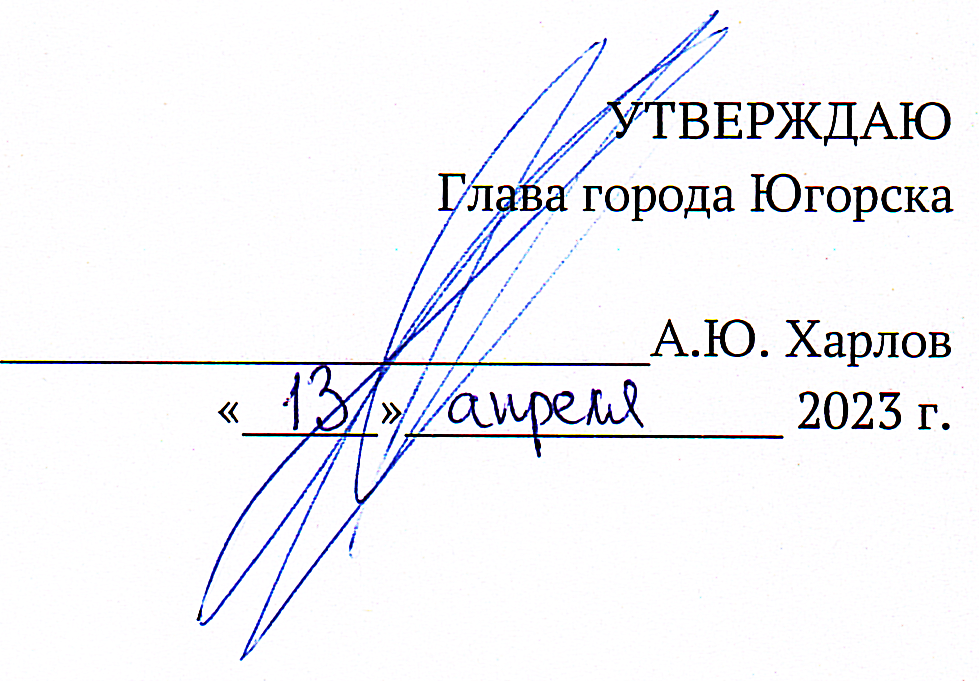 УТВЕРЖДАЮ
Глава города Югорска
А.Ю. Харлов
« 13 » апреля 2023 г.